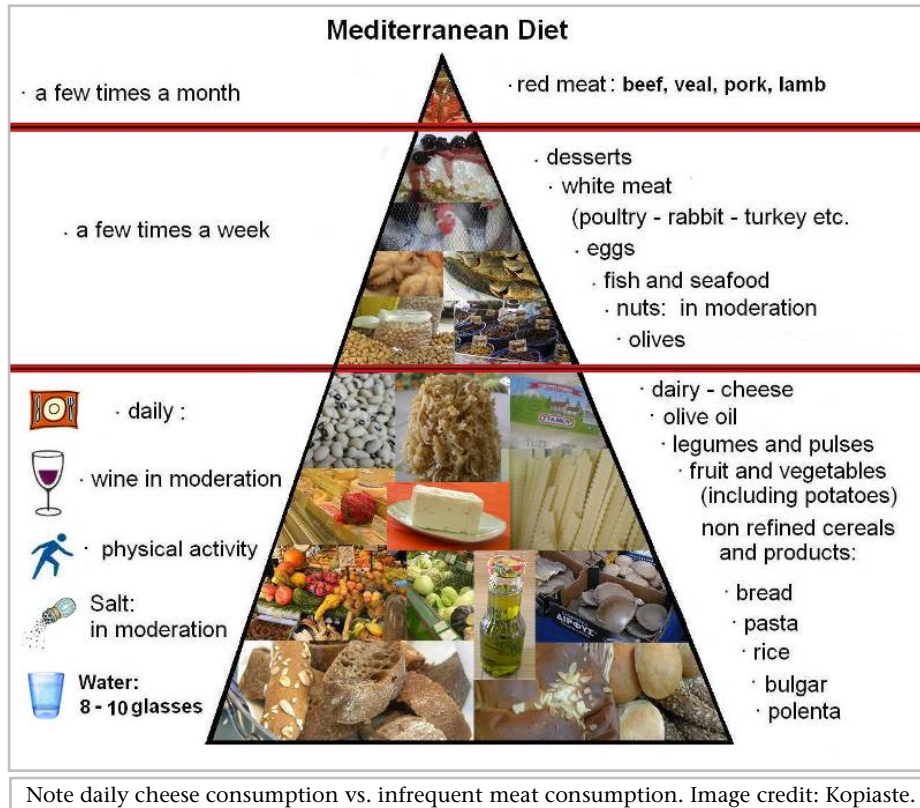 Mediterranean Diet
· a few times a month
· red meat: beef, veal, pork, lamb
· a few times a week
· desserts
· white meat
(poultry - rabbit - turkey etc.
· eggs
· fish and seafood
· nuts: in moderation
· olives
· daily :
· wine in moderation
· physical activity
Salt:
in moderation
Water:
8 - 10 glasses
· dairy - cheese
· olive oil
· legumes and pulses
· fruit and vegetables
(including potatoes)
non refined cereals
and products:
· bread
· pasta
· rice
· bulgar
· polenta
ΔΙΡΦΥΣ
Note daily cheese consumption vs. infrequent meat consumption. Image credit: Kopiaste.